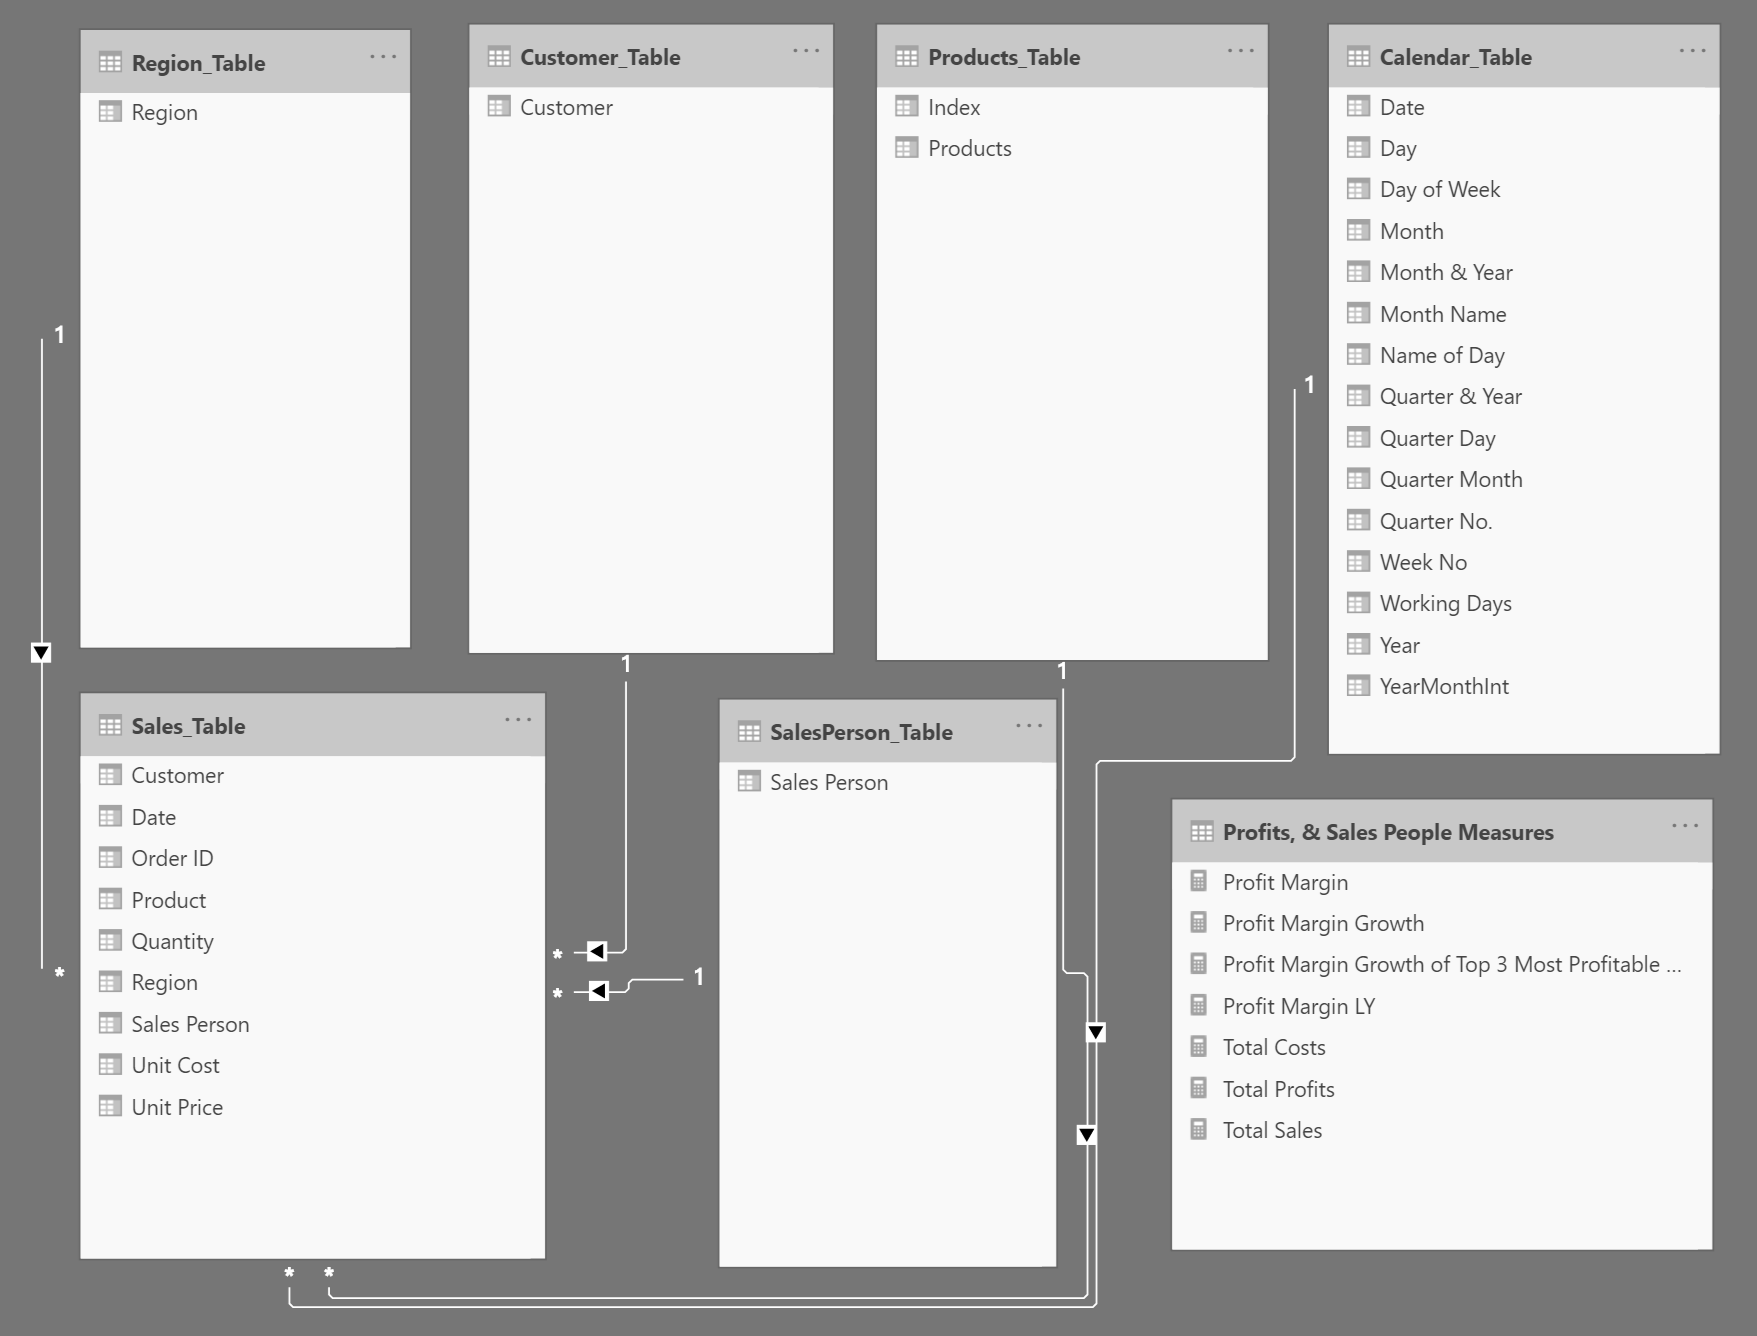 Region_Table
Region
Customer_Table
Customer
Products_Table
Index
Products
Calendar_Table
Date
Day
Day of Week
Month
Month & Year
Month Name
Name of Day
Quarter & Year
Quarter Day
Quarter Month
Quarter No.
Week No
Working Days
Year
YearMonthInt
1
1
1
1
Sales_Table
Customer
Date
Order ID
Product
Quantity
Region
Sales Person
Unit Cost
Unit Price
*
*
*
1
SalesPerson_Table
Sales Person
Profits, & Sales People Measures
Profit Margin
Profit Margin Growth
Profit Margin Growth of Top 3 Most Profitable ...
Profit Margin LY
Total Costs
Total Profits
Total Sales
* *